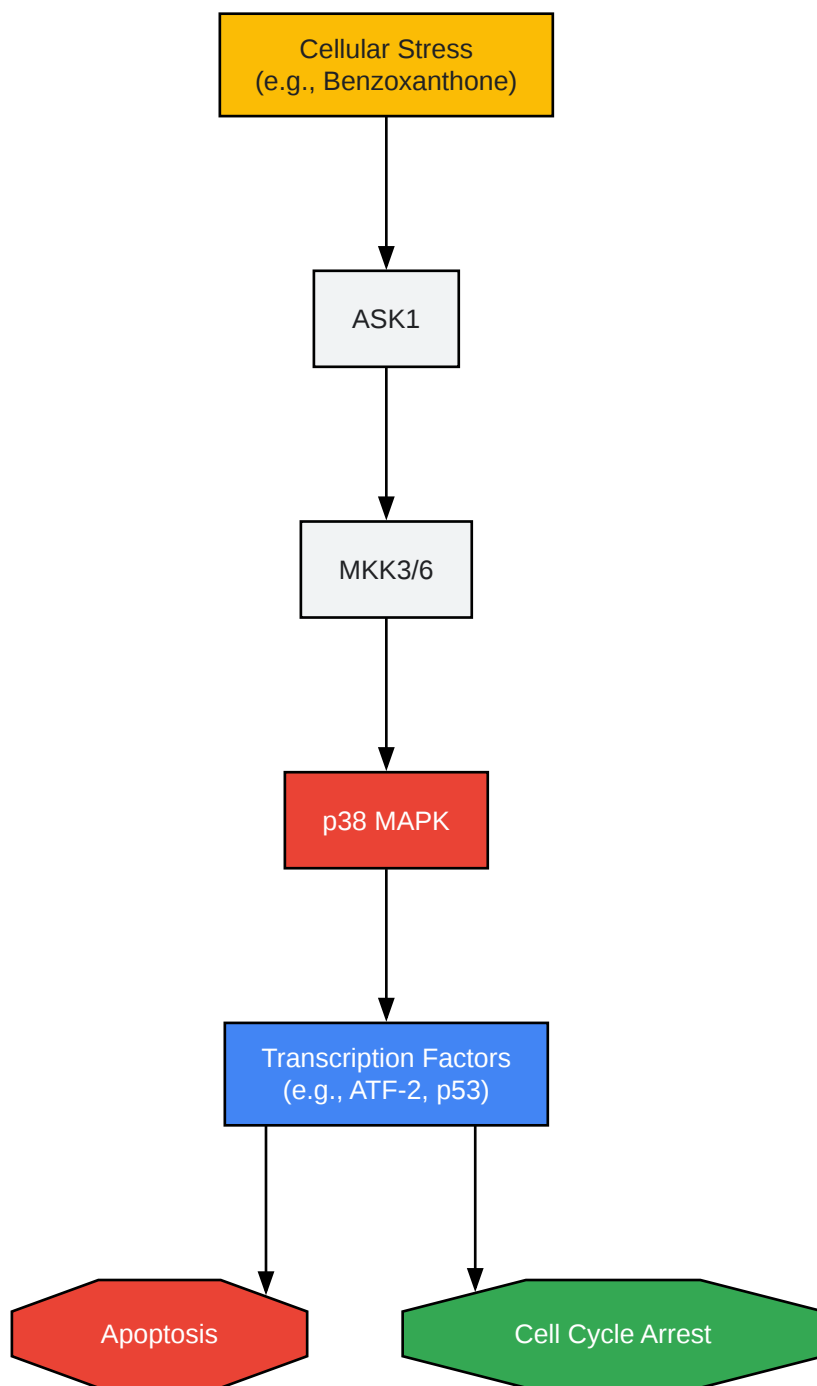 Cellular Stress
(e.g., Benzoxanthone)
ASK1
MKK3/6
p38 MAPK
Transcription Factors
(e.g., ATF-2, p53)
Apoptosis
Cell Cycle Arrest